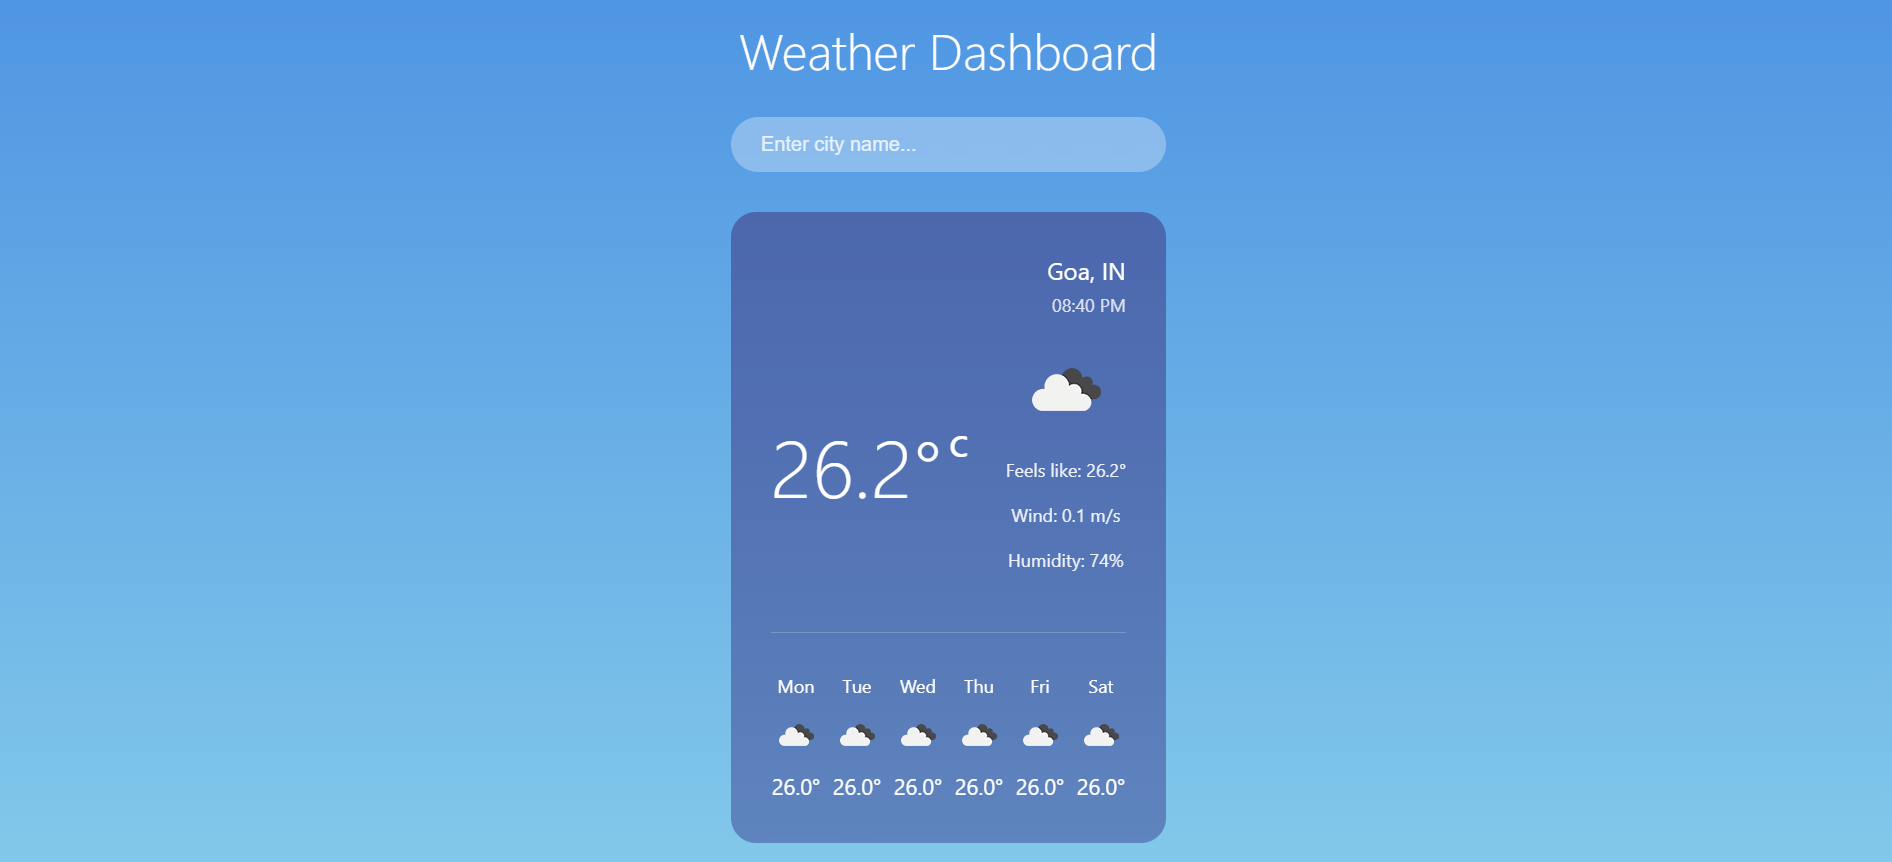 Weather Dashboard
Enter city name...
Goa, IN
08:40 PM
26.2° C
Feels like: 26.2°
Wind: 0.1 m/s
Humidity: 74%
Mon Tue Wed Thu Fri Sat
26.0° 26.0° 26.0° 26.0° 26.0° 26.0°